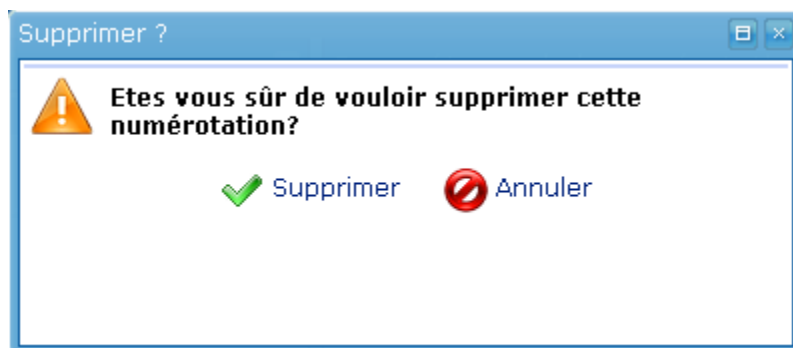 Supprimer ?
Etes vous sûr de vouloir supprimer cette
numérotation?
Supprimer Annuler